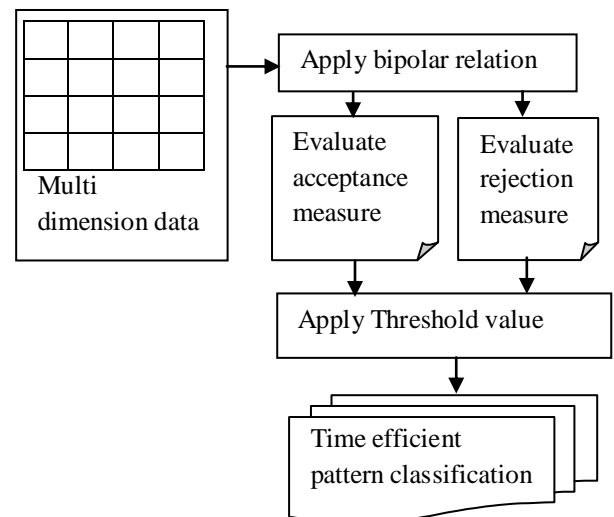 Multi
dimension data
Apply bipolar relation
Evaluate
acceptance
measure
Evaluate
rejection
measure
Apply Threshold value
Time efficient
pattern classification